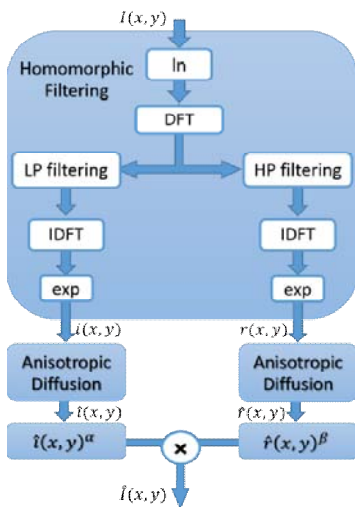 I(x, y)
Homomorphic
Filtering
ln
DFT
LP filtering
HP filtering
IDFT
IDFT
exp
exp
i(x, y)
r(x, y)
Anisotropic
Diffusion
Anisotropic
Diffusion
î(x, y)
r̂(x, y)
î(x, y)^α
×
r̂(x, y)^β
Î(x, y)